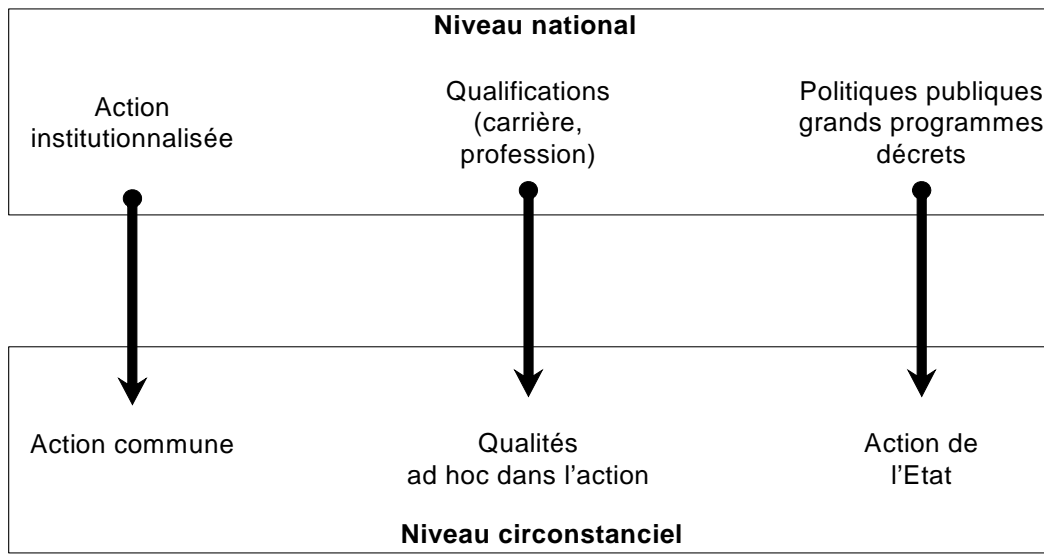 Niveau national
Action
institutionnalisée
Qualifications
(carrière,
profession)
Politiques publiques
grands programmes
décrets
Action commune
Qualités
ad hoc dans l’action
Action de
l’Etat
Niveau circonstanciel